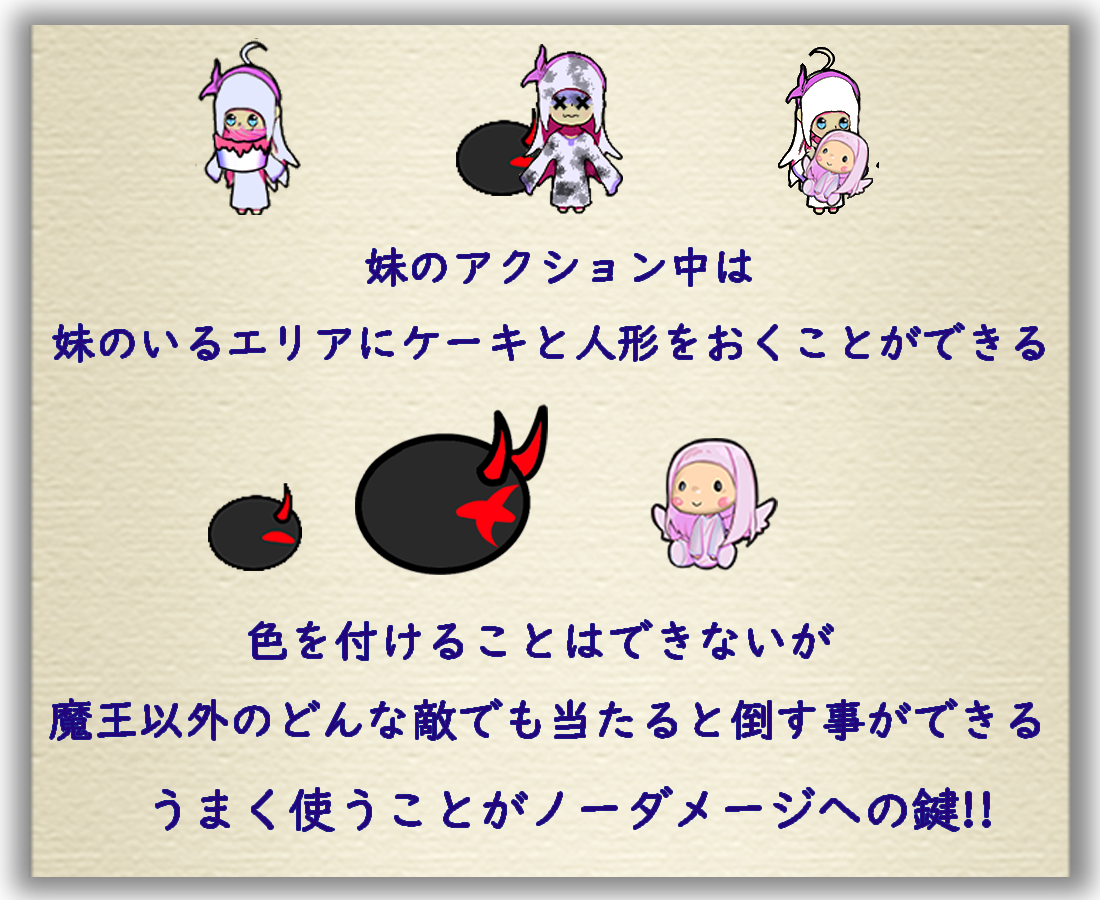 妹のアクション中は
妹のいるエリアにケーキと人形をおくことができる
色を付けることはできないが
魔王以外のどんな敵でも当たると倒す事ができる
うまく使うことがノーダメージへの鍵!!